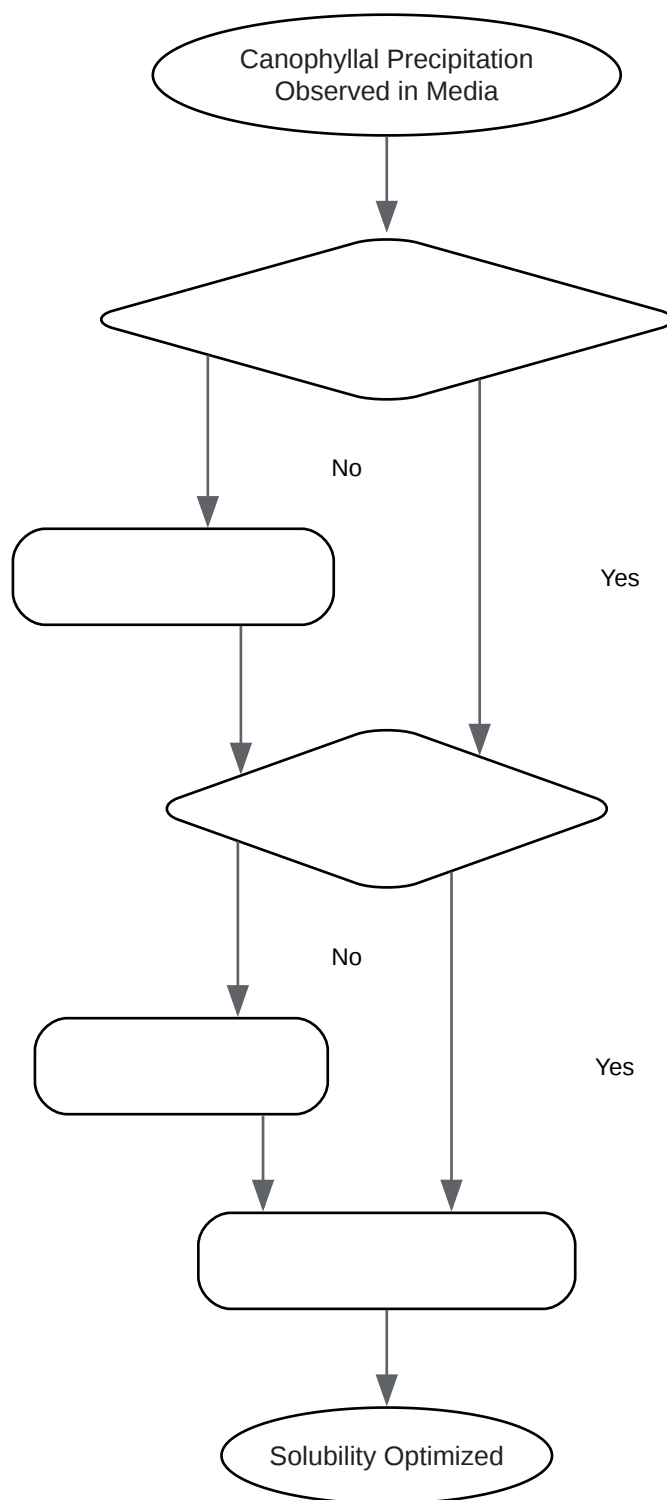 Canophyllal Precipitation
Observed in Media
No
Yes
No
Yes
Solubility Optimized